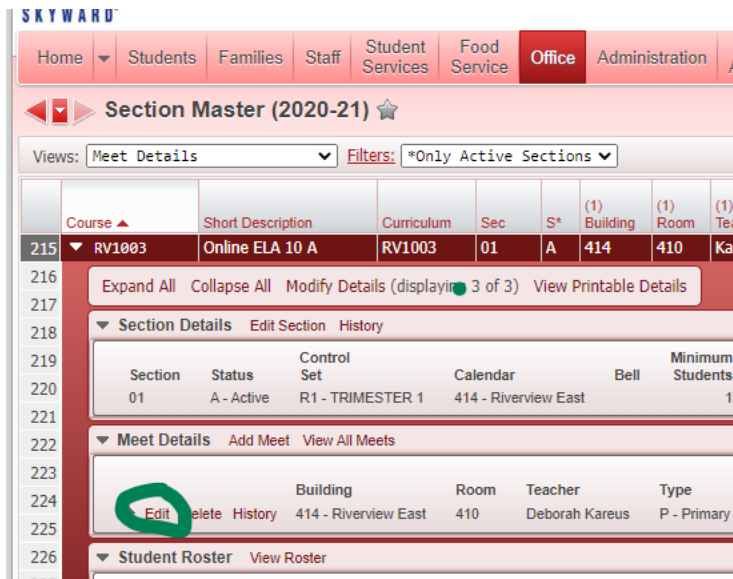 SKYWARD
Home Students Families Staff Student Services Food Service Office Administration
Section Master (2020-21)
Views: Meet Details Filters: *Only Active Sections
Course Short Description Curriculum Sec S* (1) Building (1) Room (1)
215 RV1003 Online ELA 10 A RV1003 01 A 414 410 Ka
216
Expand All Collapse All Modify Details (displaying 3 of 3) View Printable Details
217
218 Section Details Edit Section History
219
Section Status Control Set Calendar Bell Minimum Students
220
01 A - Active R1 - TRIMESTER 1 414 - Riverview East 1
221
222 Meet Details Add Meet View All Meets
223
Building Room Teacher Type
224
Edit elete History 414 - Riverview East 410 Deborah Kareus P - Primary
225
226 Student Roster View Roster